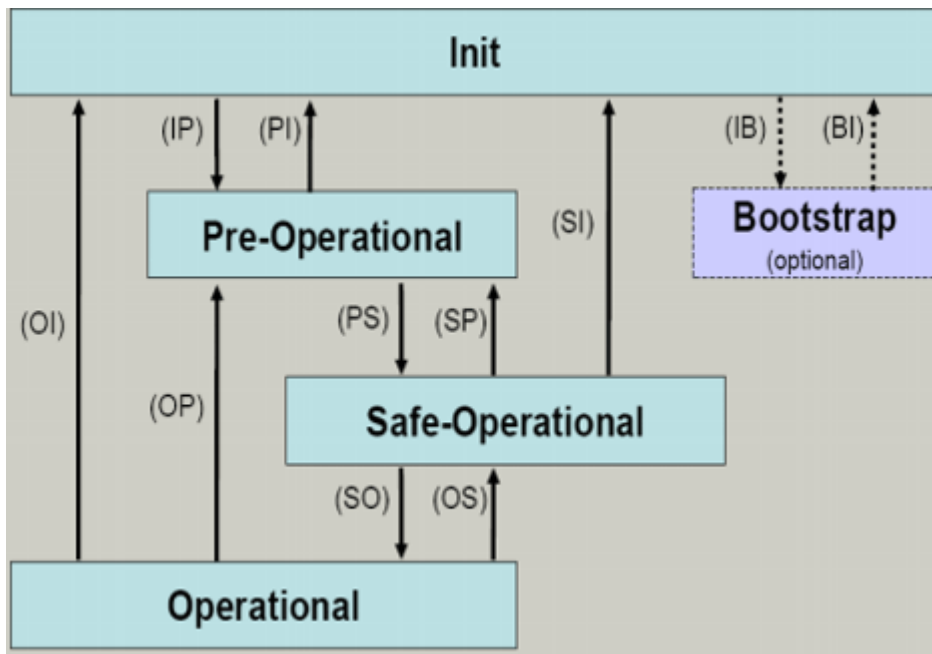 Init
(IP)
(PI)
(IB)
(BI)
Pre-Operational
(SI)
Bootstrap
(optional)
(OI)
(PS)
(SP)
(OP)
Safe-Operational
(SO)
(OS)
Operational